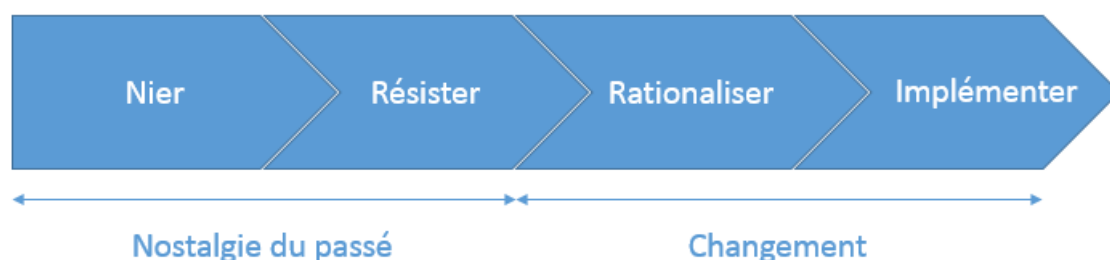 Nier Résister Rationaliser Implémenter
Nostalgie du passé Changement